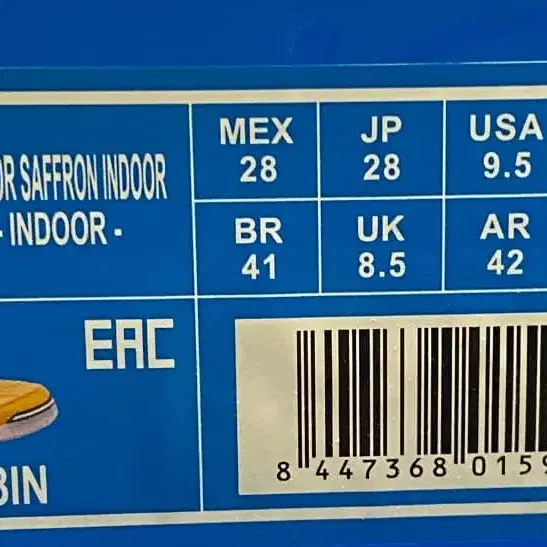 OR SAFFRON INDOOR
- INDOOR -
MEX JP USA
28 28 9.5
BR UK AR
41 8.5 42
EAC
8 447368 0159
BIN